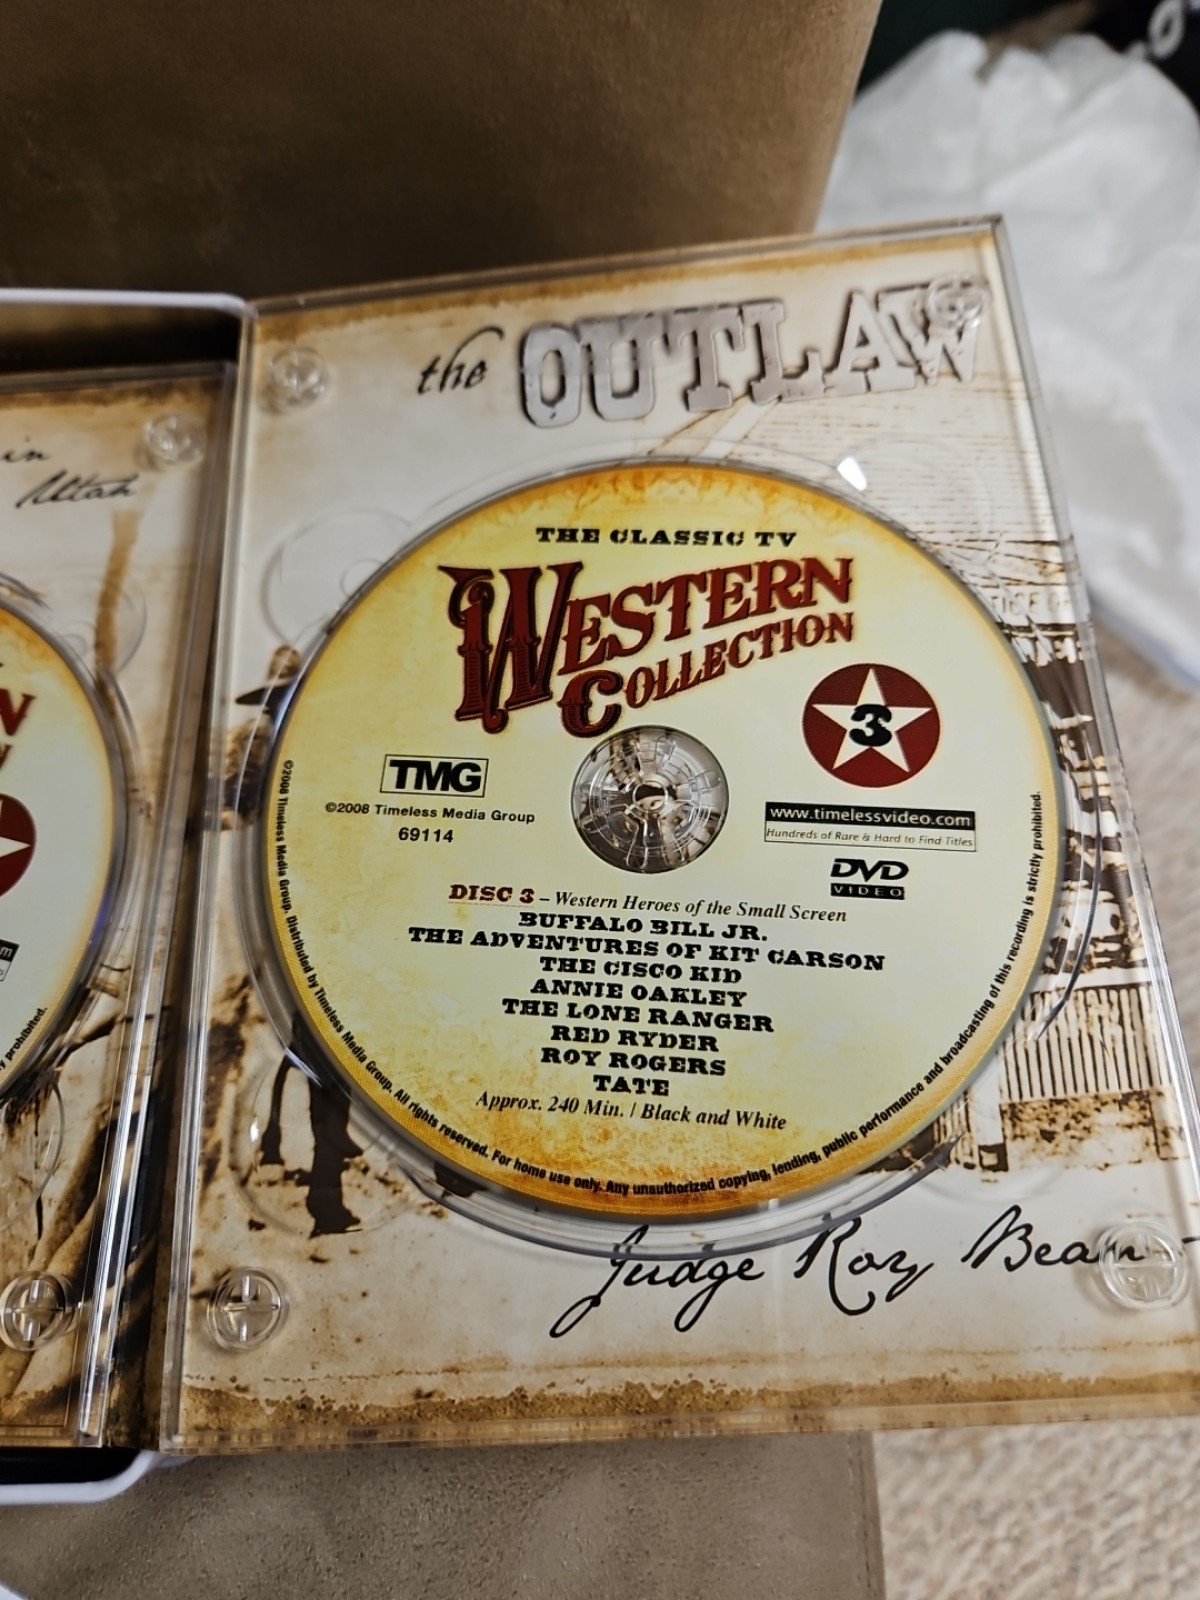 the OUTLAW
in
Utah
THE CLASSIC TV
WESTERN
COLLECTION
3
TMG
©2008 Timeless Media Group
69114
www.timelessvideo.com
Hundreds of Rare & Hard to Find Titles
DVD
VIDEO
DISC 3 – Western Heroes of the Small Screen
BUFFALO BILL JR.
THE ADVENTURES OF KIT CARSON
THE CISCO KID
ANNIE OAKLEY
THE LONE RANGER
RED RYDER
ROY ROGERS
TATE
Approx. 240 Min. / Black and White
©2008 Timeless Media Group. Distributed by Timeless Media Group. All rights reserved. For home use only. Any unauthorized copying, lending, public performance and broadcasting of this recording is strictly prohibited.
prohibited.
Judge Roy Bean